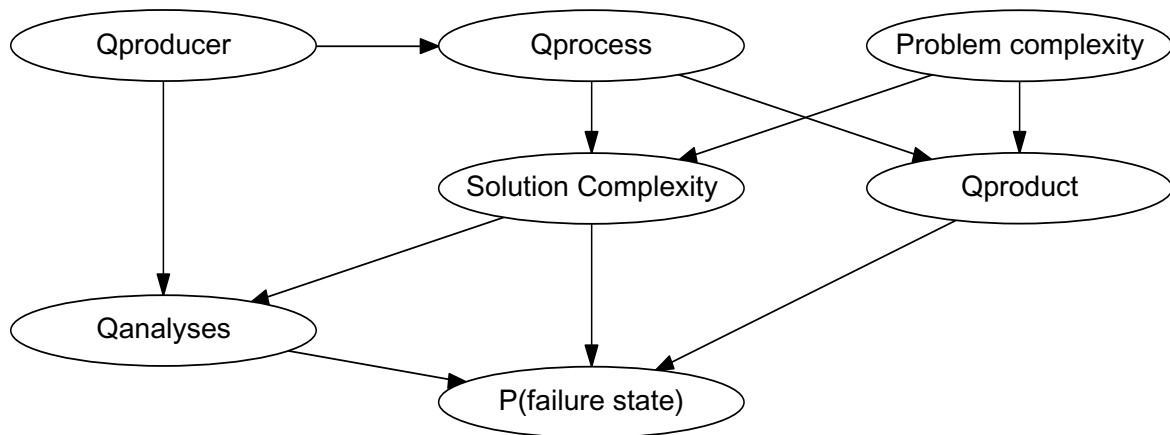 Qproducer
Qprocess
Problem complexity
Solution Complexity
Qproduct
Qanalyses
P(failure state)